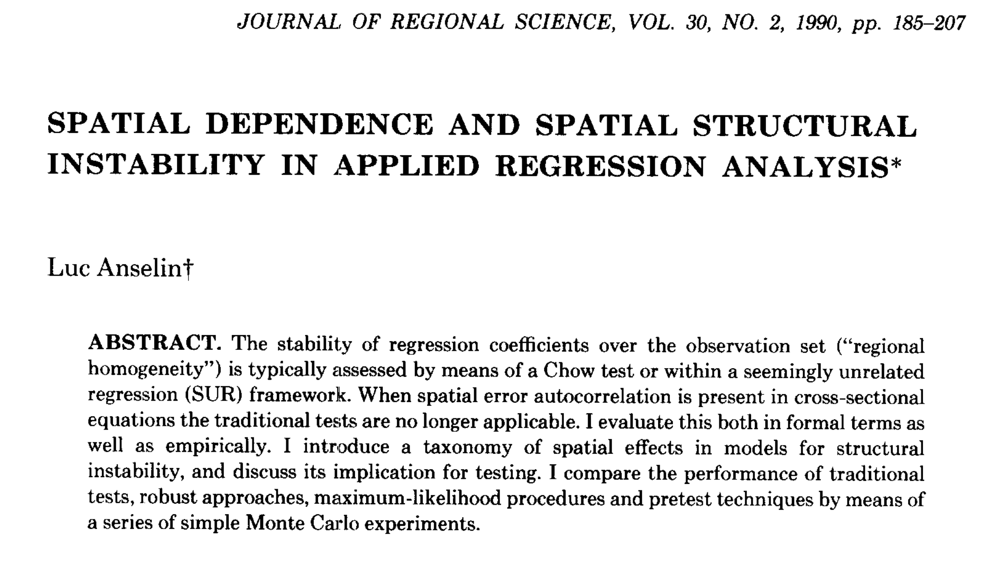 JOURNAL OF REGIONAL SCIENCE, VOL. 30, NO. 2, 1990, pp. 185–207
SPATIAL DEPENDENCE AND SPATIAL STRUCTURAL
INSTABILITY IN APPLIED REGRESSION ANALYSIS*
Luc Anselin†
ABSTRACT. The stability of regression coefficients over the observation set (“regional
homogeneity”) is typically assessed by means of a Chow test or within a seemingly unrelated
regression (SUR) framework. When spatial error autocorrelation is present in cross-sectional
equations the traditional tests are no longer applicable. I evaluate this both in formal terms as
well as empirically. I introduce a taxonomy of spatial effects in models for structural
instability, and discuss its implication for testing. I compare the performance of traditional
tests, robust approaches, maximum-likelihood procedures and pretest techniques by means of
a series of simple Monte Carlo experiments.